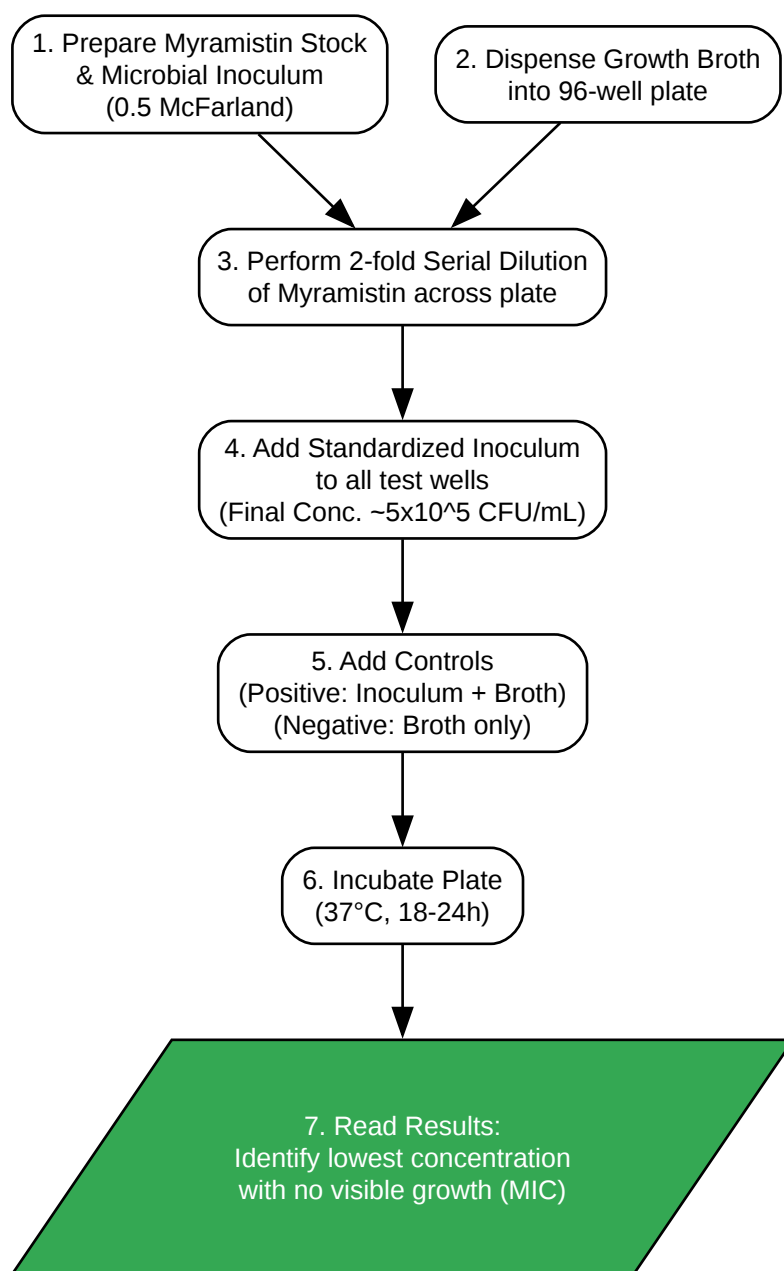 1. Prepare Myramistin Stock
& Microbial Inoculum
(0.5 McFarland)
2. Dispense Growth Broth
into 96-well plate
3. Perform 2-fold Serial Dilution
of Myramistin across plate
4. Add Standardized Inoculum
to all test wells
(Final Conc. ~5x10^5 CFU/mL)
5. Add Controls
(Positive: Inoculum + Broth)
(Negative: Broth only)
6. Incubate Plate
(37°C, 18-24h)
7. Read Results:
Identify lowest concentration
with no visible growth (MIC)